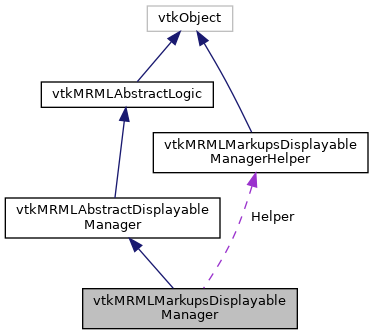 vtkObject
vtkMRMLAbstractLogic
vtkMRMLMarkupsDisplayable
ManagerHelper
vtkMRMLAbstractDisplayable
Manager
Helper
vtkMRMLMarkupsDisplayable
Manager